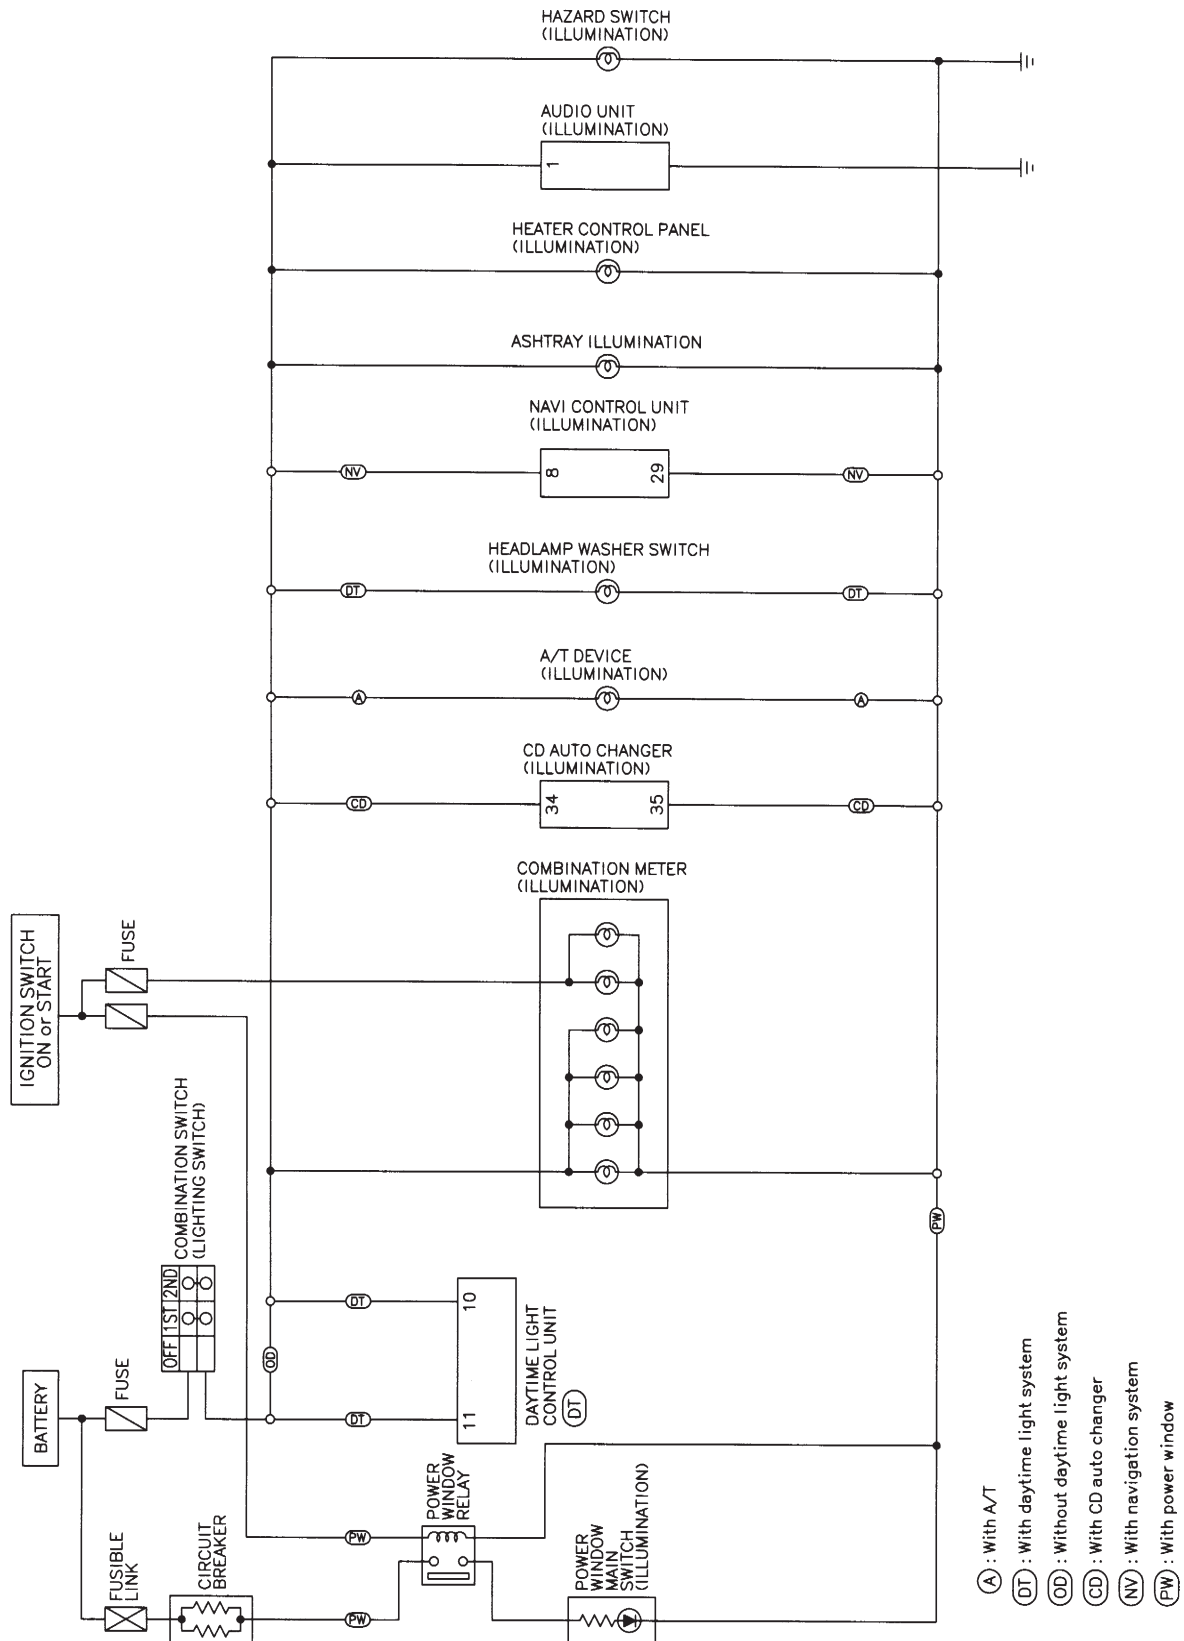 HAZARD SWITCH
(ILLUMINATION)
AUDIO UNIT
(ILLUMINATION)
1
HEATER CONTROL PANEL
(ILLUMINATION)
ASHTRAY ILLUMINATION
NAVI CONTROL UNIT
(ILLUMINATION)
NV
8
29
NV
HEADLAMP WASHER SWITCH
(ILLUMINATION)
DT
DT
A/T DEVICE
(ILLUMINATION)
A
A
CD AUTO CHANGER
(ILLUMINATION)
CD
34
35
CD
COMBINATION METER
(ILLUMINATION)
IGNITION SWITCH
ON or START
FUSE
COMBINATION SWITCH
(LIGHTING SWITCH)
OFF 1ST 2ND
PW
BATTERY
FUSE
OD
DT
10
DT
11
DAYTIME LIGHT
CONTROL UNIT
DT
FUSIBLE
LINK
CIRCUIT
BREAKER
PW
PW
POWER
WINDOW
RELAY
POWER
WINDOW
MAIN
SWITCH
(ILLUMINATION)
A : With A/T
DT : With daytime light system
OD : Without daytime light system
CD : With CD auto changer
NV : With navigation system
PW : With power window